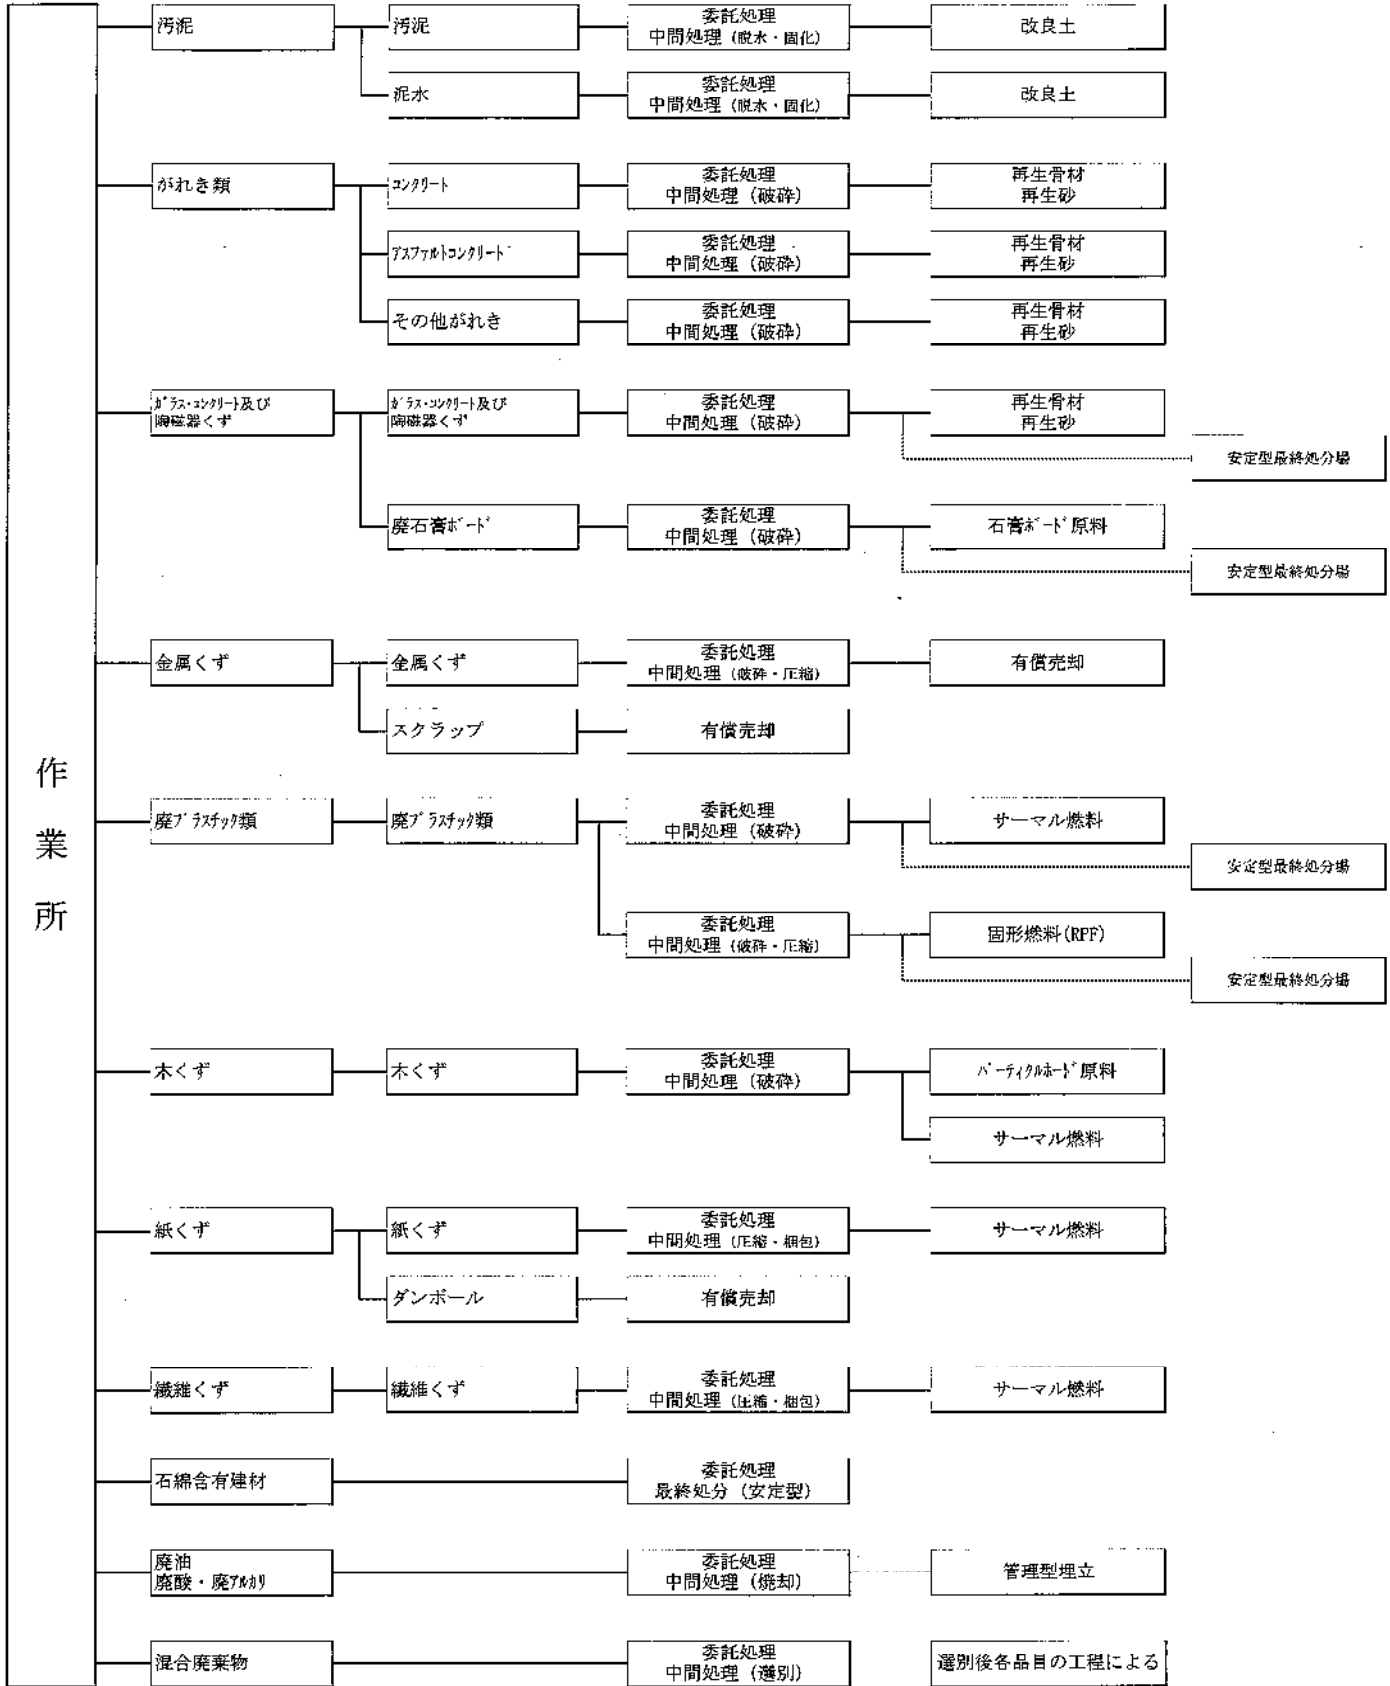 作業所
汚泥
汚泥
委託処理
中間処理（脱水・固化）
改良土
泥水
委託処理
中間処理（脱水・固化）
改良土
がれき類
コンクリート
委託処理
中間処理（破砕）
再生骨材
再生砂
アスファルトコンクリート
委託処理
中間処理（破砕）
再生骨材
再生砂
その他がれき
委託処理
中間処理（破砕）
再生骨材
再生砂
ガラス・コンクリート及び
陶磁器くず
ガラス・コンクリート及び
陶磁器くず
委託処理
中間処理（破砕）
再生骨材
再生砂
安定型最終処分場
廃石膏ボード
委託処理
中間処理（破砕）
石膏ボード原料
安定型最終処分場
金属くず
金属くず
委託処理
中間処理（破砕・圧縮）
有償売却
スクラップ
有償売却
廃プラスチック類
廃プラスチック類
委託処理
中間処理（破砕）
サーマル燃料
安定型最終処分場
委託処理
中間処理（破砕・圧縮）
固形燃料(RPF)
安定型最終処分場
木くず
木くず
委託処理
中間処理（破砕）
パーティクルボード原料
サーマル燃料
紙くず
紙くず
委託処理
中間処理（圧縮・梱包）
サーマル燃料
ダンボール
有償売却
繊維くず
繊維くず
委託処理
中間処理（圧縮・梱包）
サーマル燃料
石綿含有建材
委託処理
最終処分（安定型）
廃油
廃酸・廃アルカリ
委託処理
中間処理（焼却）
管理型埋立
混合廃棄物
委託処理
中間処理（選別）
選別後各品目の工程による